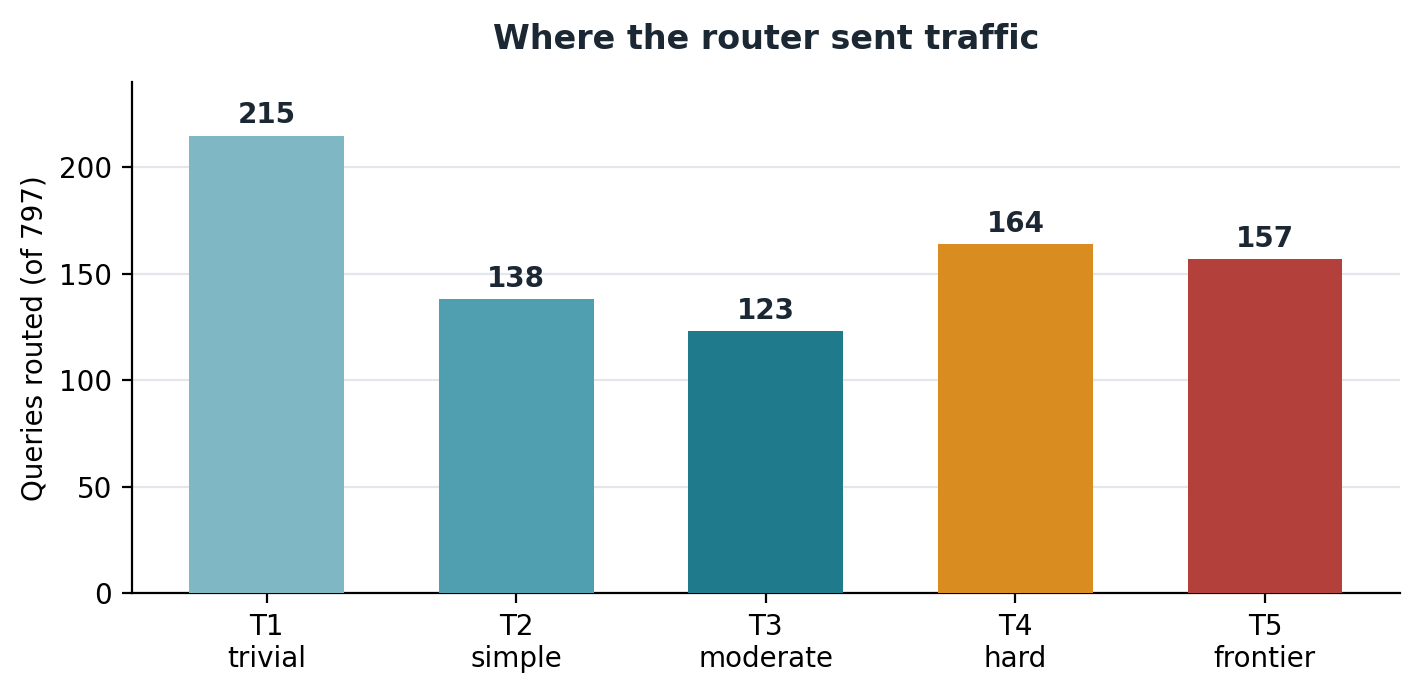 Where the router sent traffic
Queries routed (of 797)
200
150
100
50
0
215
138
123
164
157
T1
trivial
T2
simple
T3
moderate
T4
hard
T5
frontier